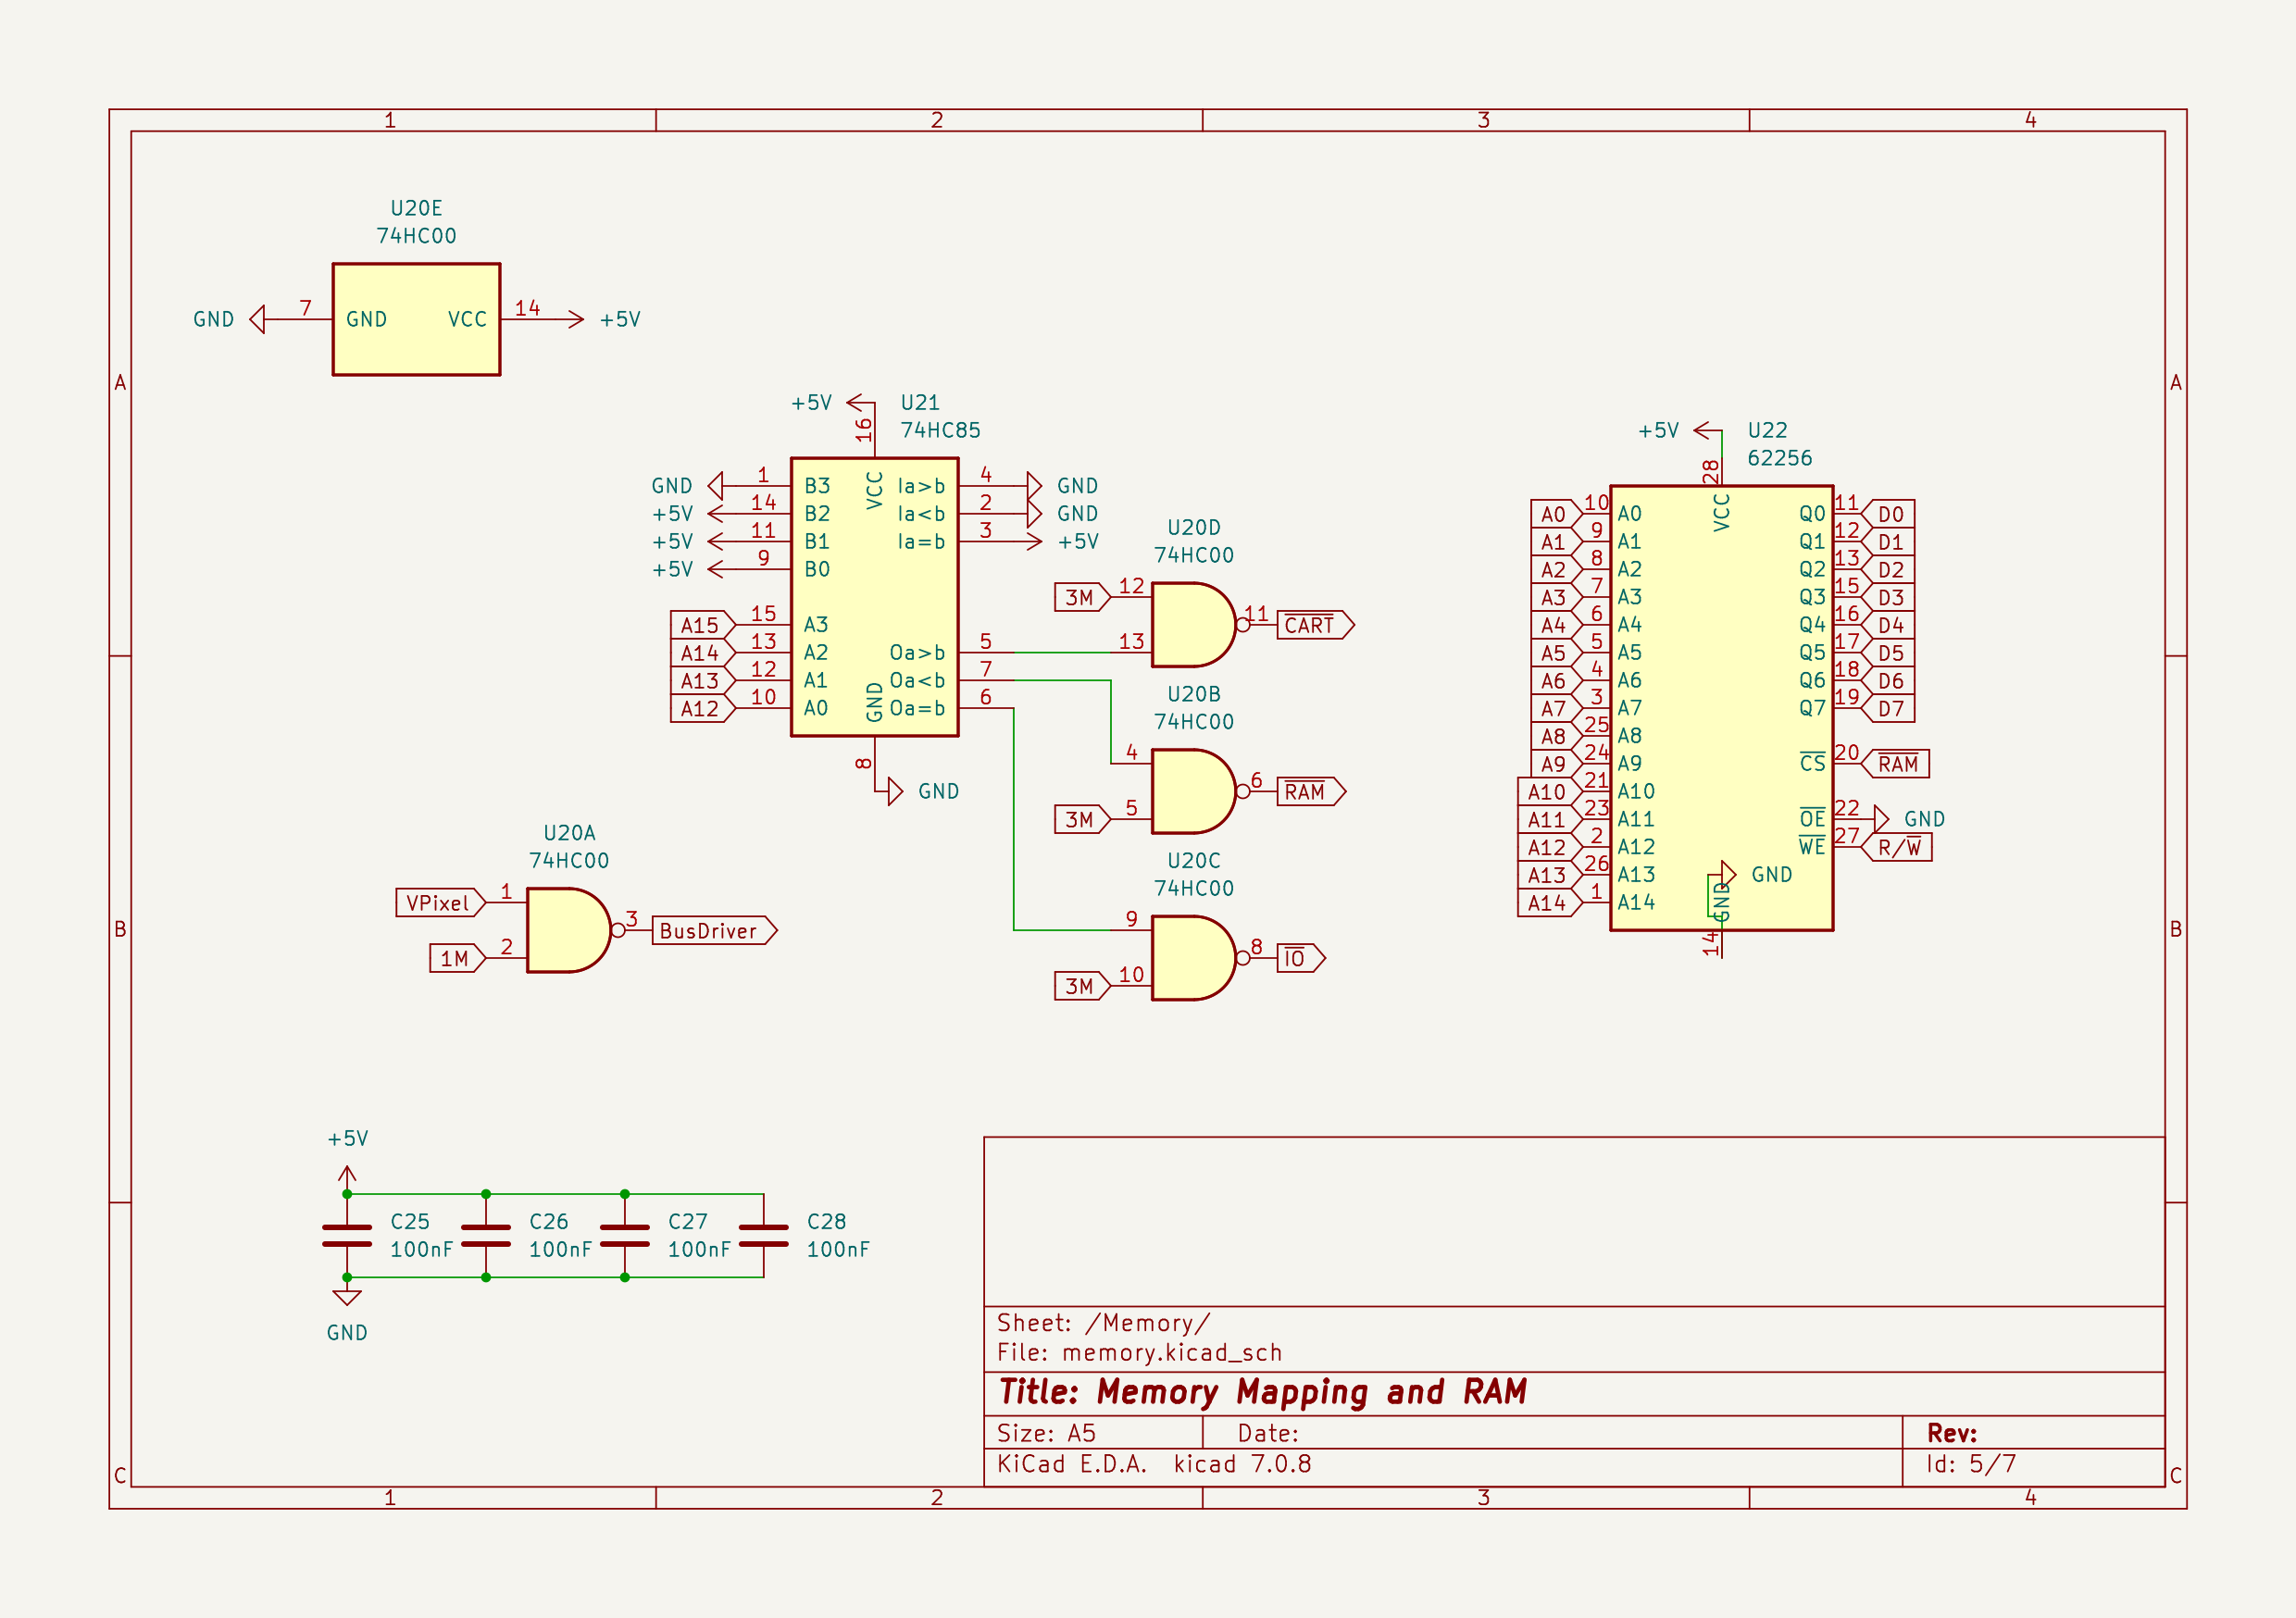 1 2 3 4
A A
B B
C C
1 2 3 4
U20E
74HC00
GND 7 GND VCC 14 +5V
+5V 16 U21
74HC85
VCC
GND 1 B3 Ia>b 4 GND
+5V 14 B2 Ia<b 2 GND
+5V 11 B1 Ia=b 3 +5V
+5V 9 B0
A15 15 A3
A14 13 A2 Oa>b 5
A13 12 A1 Oa<b 7
A12 10 A0 Oa=b 6
GND
8 GND
U20D
74HC00
3M 12
13
11 CART
U20B
74HC00
4
3M 5
6 RAM
U20C
74HC00
9
3M 10
8 IO
U20A
74HC00
VPixel 1
1M 2
3 BusDriver
+5V U22
62256
28
VCC
A0 10 A0 Q0 11 D0
A1 9 A1 Q1 12 D1
A2 8 A2 Q2 13 D2
A3 7 A3 Q3 15 D3
A4 6 A4 Q4 16 D4
A5 5 A5 Q5 17 D5
A6 4 A6 Q6 18 D6
A7 3 A7 Q7 19 D7
A8 25 A8
A9 24 A9 CS 20 RAM
A10 21 A10
A11 23 A11 OE 22 GND
A12 2 A12 WE 27 R/W
A13 26 A13 GND
A14 1 A14
GND
14
+5V
C25 C26 C27 C28
100nF 100nF 100nF 100nF
GND
Sheet: /Memory/
File: memory.kicad_sch
Title: Memory Mapping and RAM
Size: A5 Date: Rev:
KiCad E.D.A. kicad 7.0.8 Id: 5/7